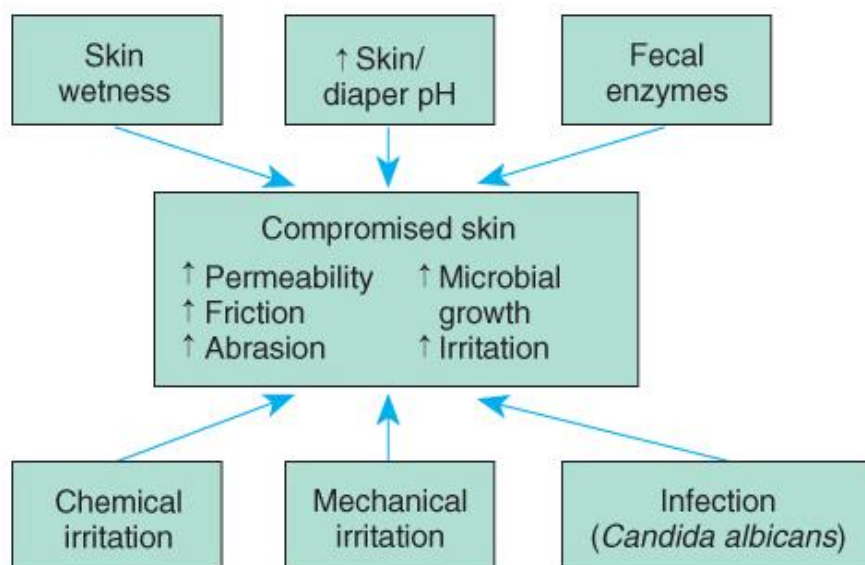 Skin
wetness
↑ Skin/
diaper pH
Fecal
enzymes
Compromised skin
↑ Permeability
↑ Friction
↑ Abrasion
↑ Microbial
growth
↑ Irritation
Chemical
irritation
Mechanical
irritation
Infection
(Candida albicans)